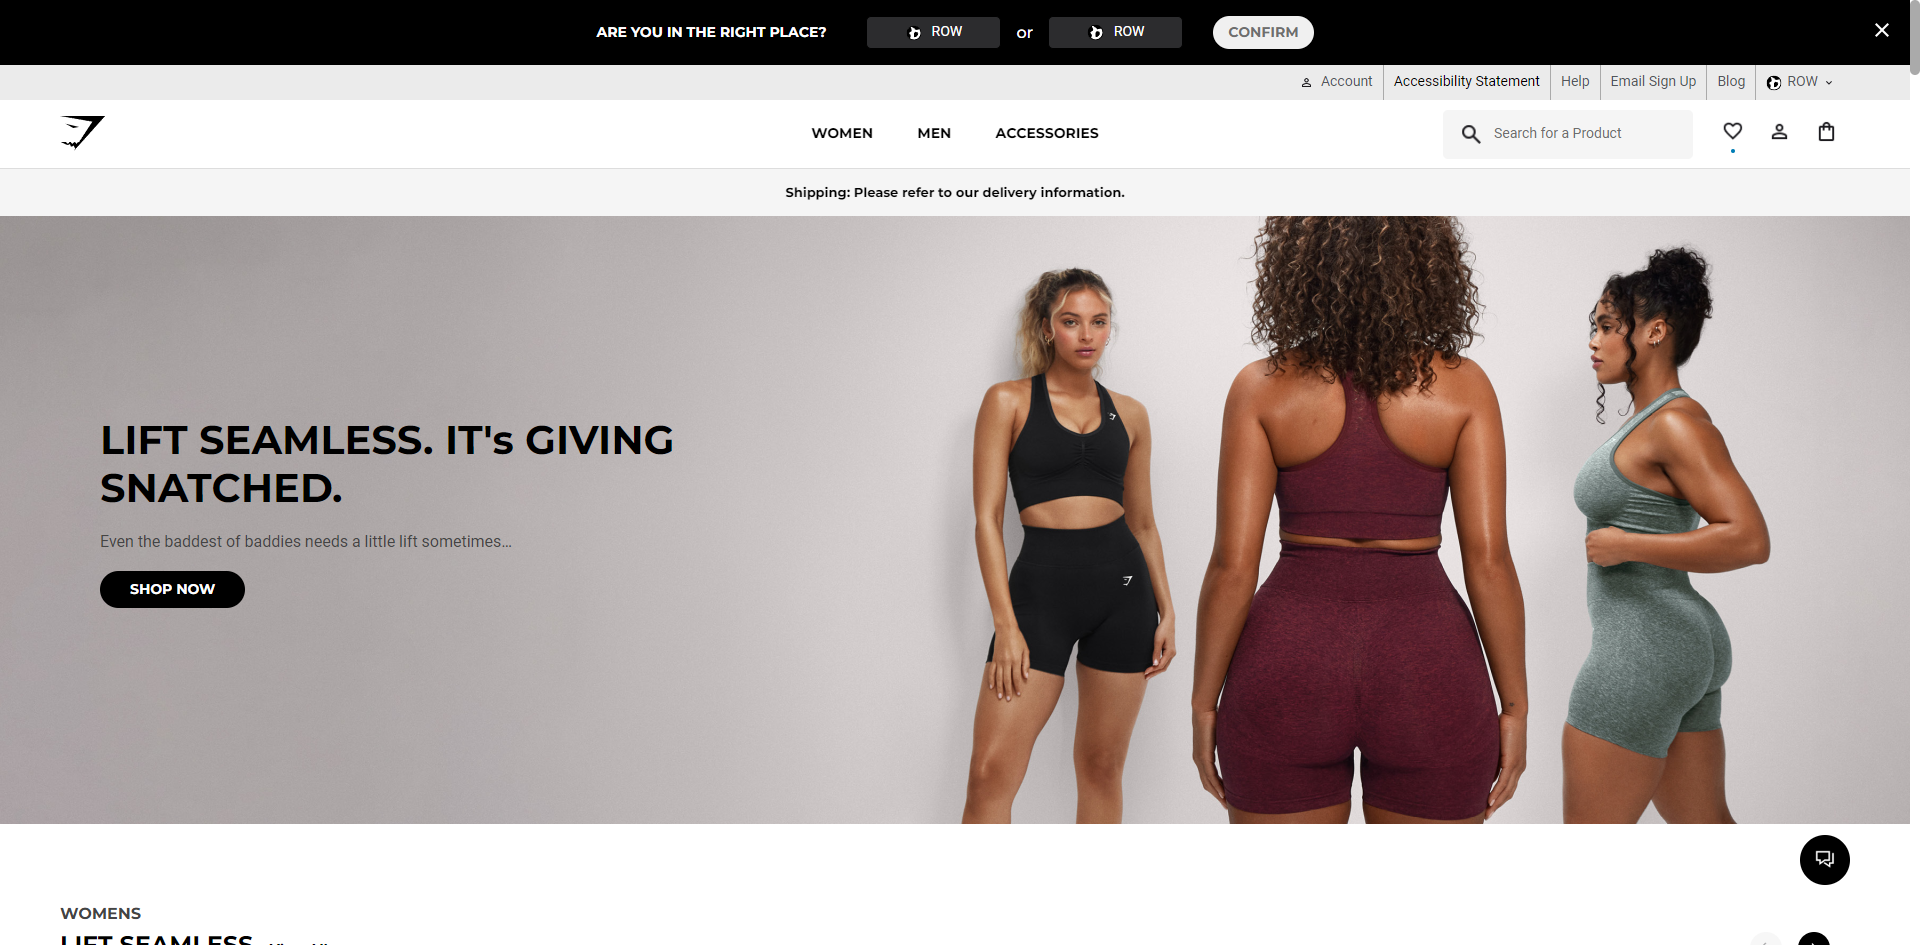 ARE YOU IN THE RIGHT PLACE? ROW or ROW CONFIRM
Account Accessibility Statement Help Email Sign Up Blog ROW
WOMEN MEN ACCESSORIES Search for a Product
Shipping: Please refer to our delivery information.
LIFT SEAMLESS. IT's GIVING
SNATCHED.
Even the baddest of baddies needs a little lift sometimes...
SHOP NOW
WOMENS
LIFT SEAMLESS